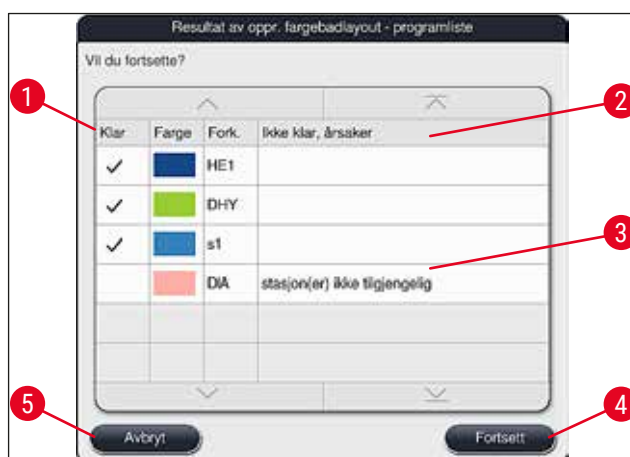 Resultat av oppr. fargebadlayout - programliste
Vil du fortsette?
Klar Farge Fork. Ikke klar, årsaker
HE1
DHY
s1
DIA stasjon(er) ikke tilgjengelig
Avbryt Fortsett
1
2
3
4
5